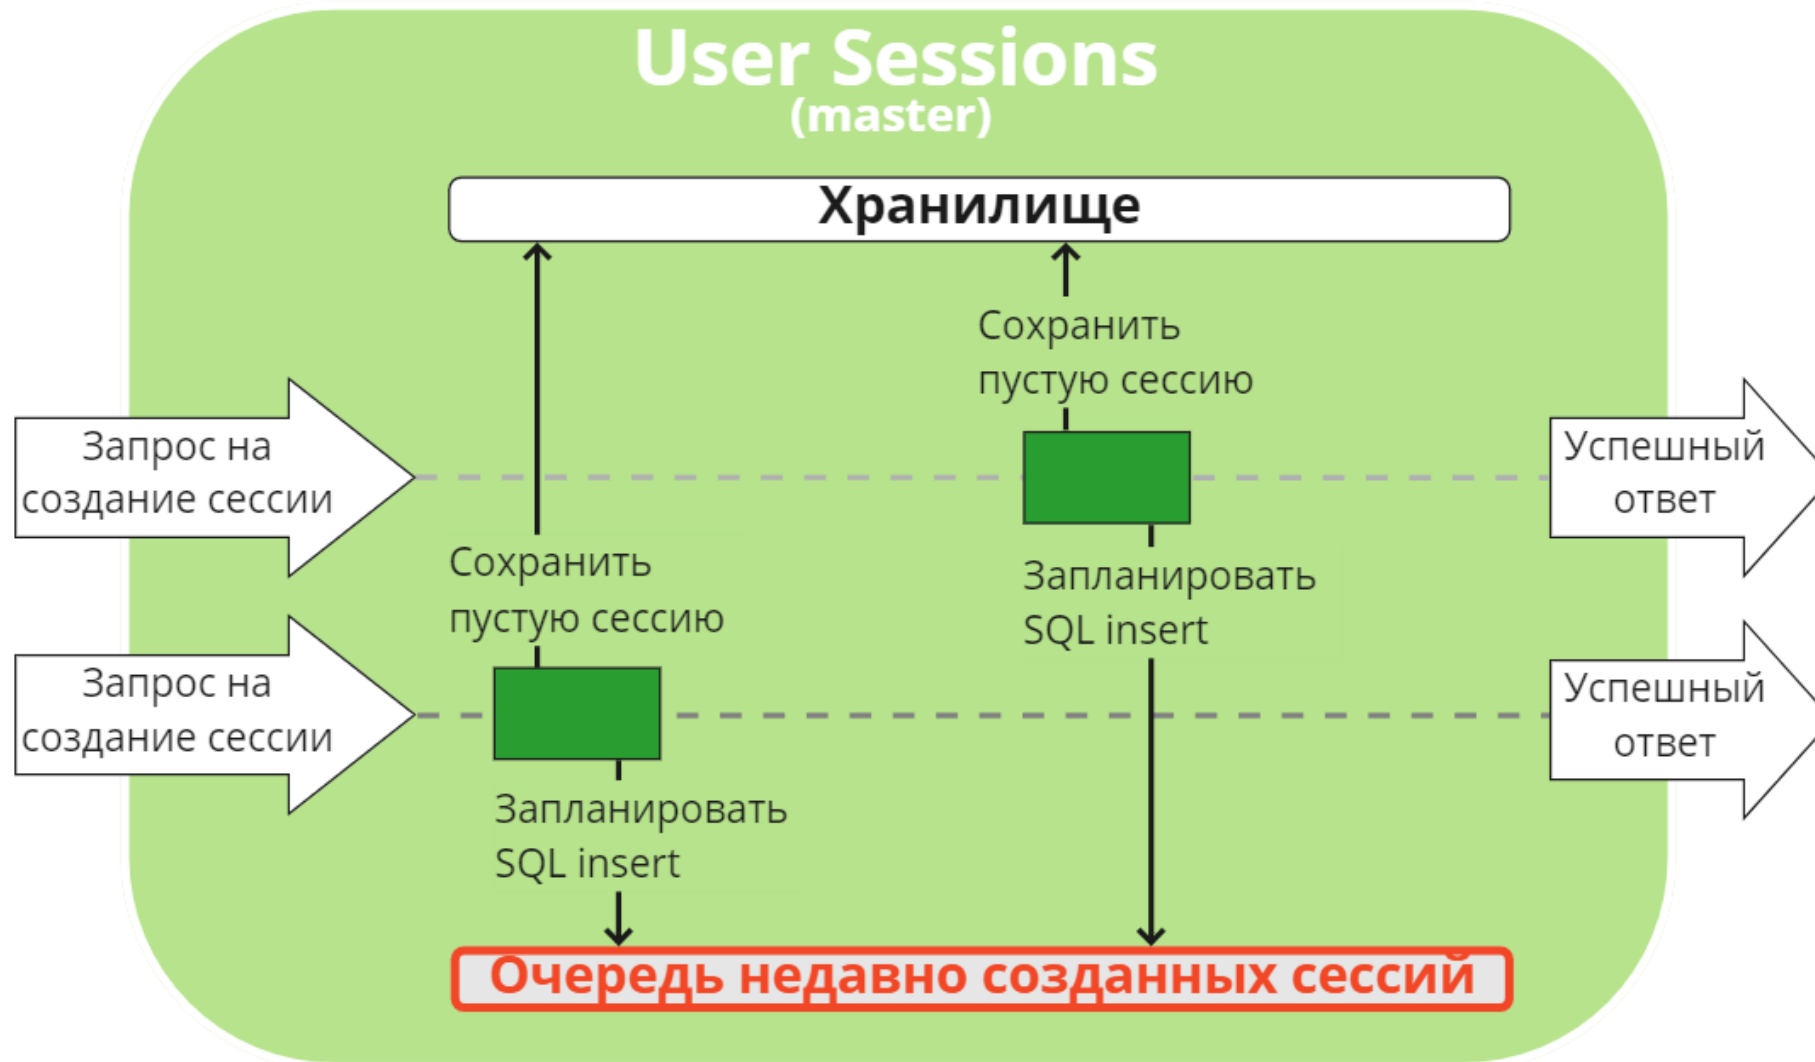 User Sessions
(master)
Хранилище
Сохранить
пустую сессию
Запрос на
создание сессии
Успешный
ответ
Сохранить
пустую сессию
Запланировать
SQL insert
Запрос на
создание сессии
Успешный
ответ
Запланировать
SQL insert
Очередь недавно созданных сессий